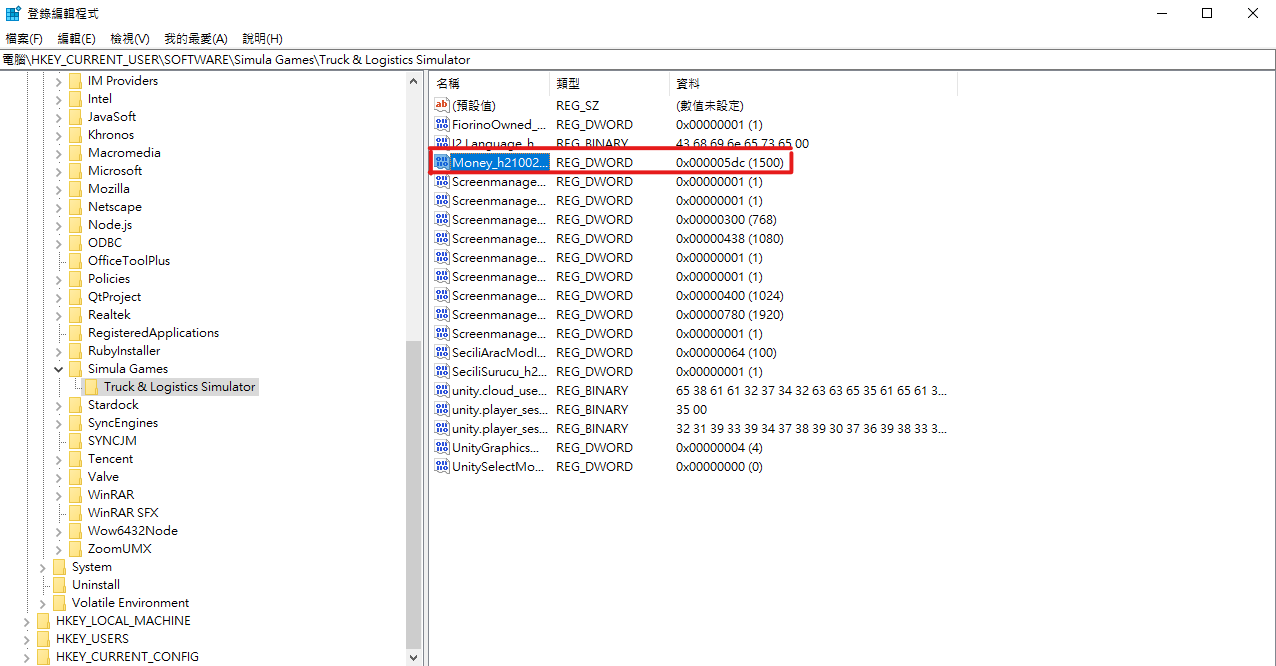 登錄編輯程式
檔案(F) 編輯(E) 檢視(V) 我的最愛(A) 說明(H)
電腦\HKEY_CURRENT_USER\SOFTWARE\Simula Games\Truck & Logistics Simulator
IM Providers
Intel
JavaSoft
Khronos
Macromedia
Microsoft
Mozilla
Netscape
Node.js
ODBC
OfficeToolPlus
Policies
QtProject
Realtek
RegisteredApplications
RubyInstaller
Simula Games
Truck & Logistics Simulator
Stardock
SyncEngines
SYNCJM
Tencent
Valve
WinRAR
WinRAR SFX
Wow6432Node
ZoomUMX
System
Uninstall
Volatile Environment
HKEY_LOCAL_MACHINE
HKEY_USERS
HKEY_CURRENT_CONFIG
名稱 類型 資料
(預設值) REG_SZ (數值未設定)
FiorinoOwned_... REG_DWORD 0x00000001 (1)
I2 Language_h... REG_BINARY 43 68 69 6e 65 73 65 00
Money_h21002... REG_DWORD 0x000005dc (1500)
Screenmanage... REG_DWORD 0x00000001 (1)
Screenmanage... REG_DWORD 0x00000001 (1)
Screenmanage... REG_DWORD 0x00000300 (768)
Screenmanage... REG_DWORD 0x00000438 (1080)
Screenmanage... REG_DWORD 0x00000001 (1)
Screenmanage... REG_DWORD 0x00000001 (1)
Screenmanage... REG_DWORD 0x00000400 (1024)
Screenmanage... REG_DWORD 0x00000780 (1920)
Screenmanage... REG_DWORD 0x00000001 (1)
SeciliAracModI... REG_DWORD 0x00000064 (100)
SeciliSurucu_h2... REG_DWORD 0x00000001 (1)
unity.cloud_use... REG_BINARY 65 38 61 61 32 37 34 32 63 63 65 35 61 65 61 3...
unity.player_ses... REG_BINARY 35 00
unity.player_ses... REG_BINARY 32 31 39 33 39 34 37 38 39 30 37 36 39 38 33 3...
UnityGraphics... REG_DWORD 0x00000004 (4)
UnitySelectMo... REG_DWORD 0x00000000 (0)